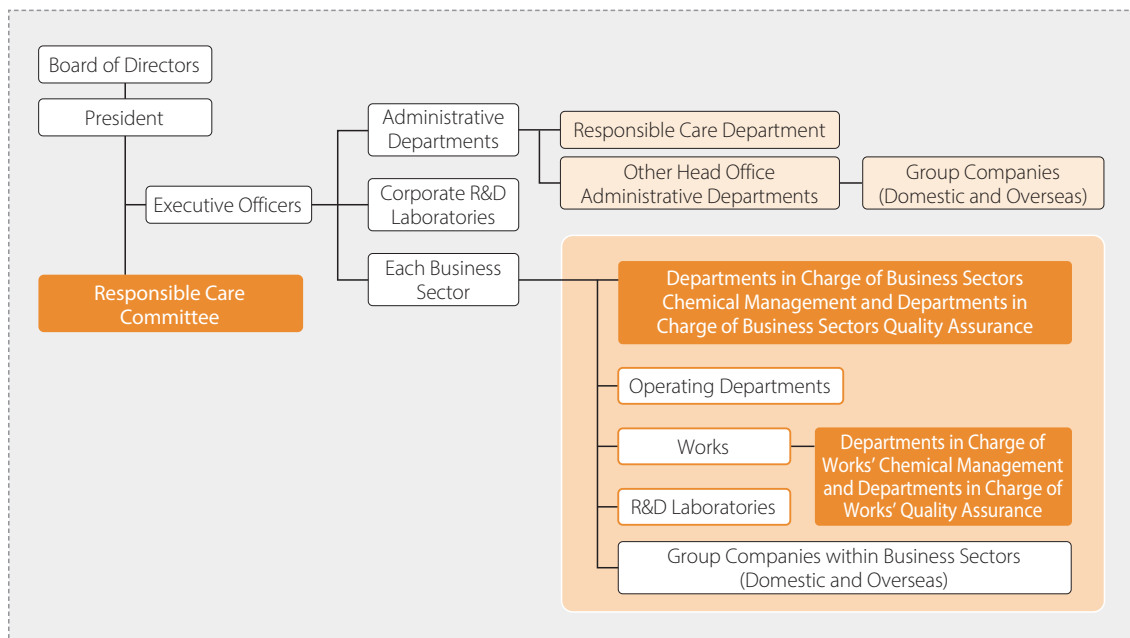 Board of Directors
President
Executive Officers
Responsible Care
Committee
Administrative
Departments
Corporate R&D
Laboratories
Each Business
Sector
Responsible Care Department
Other Head Office
Administrative Departments
Group Companies
(Domestic and Overseas)
Departments in Charge of Business Sectors
Chemical Management and Departments in
Charge of Business Sectors Quality Assurance
Operating Departments
Works
Departments in Charge of
Works’ Chemical Management
and Departments in Charge of
Works’ Quality Assurance
R&D Laboratories
Group Companies within Business Sectors
(Domestic and Overseas)